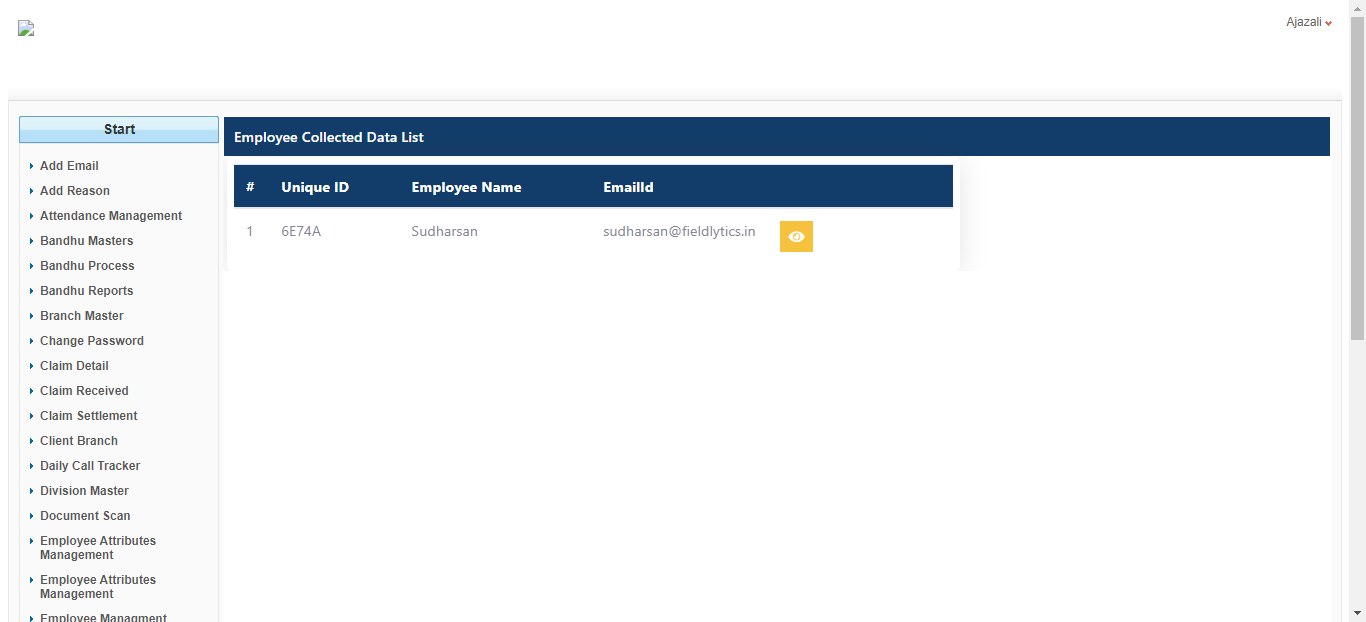 Ajazali
Start
Add Email
Add Reason
Attendance Management
Bandhu Masters
Bandhu Process
Bandhu Reports
Branch Master
Change Password
Claim Detail
Claim Received
Claim Settlement
Client Branch
Daily Call Tracker
Division Master
Document Scan
Employee Attributes
Management
Employee Attributes
Management
Employee Managment
Employee Collected Data List
# Unique ID Employee Name EmailId
1 6E74A Sudharsan sudharsan@fieldlytics.in